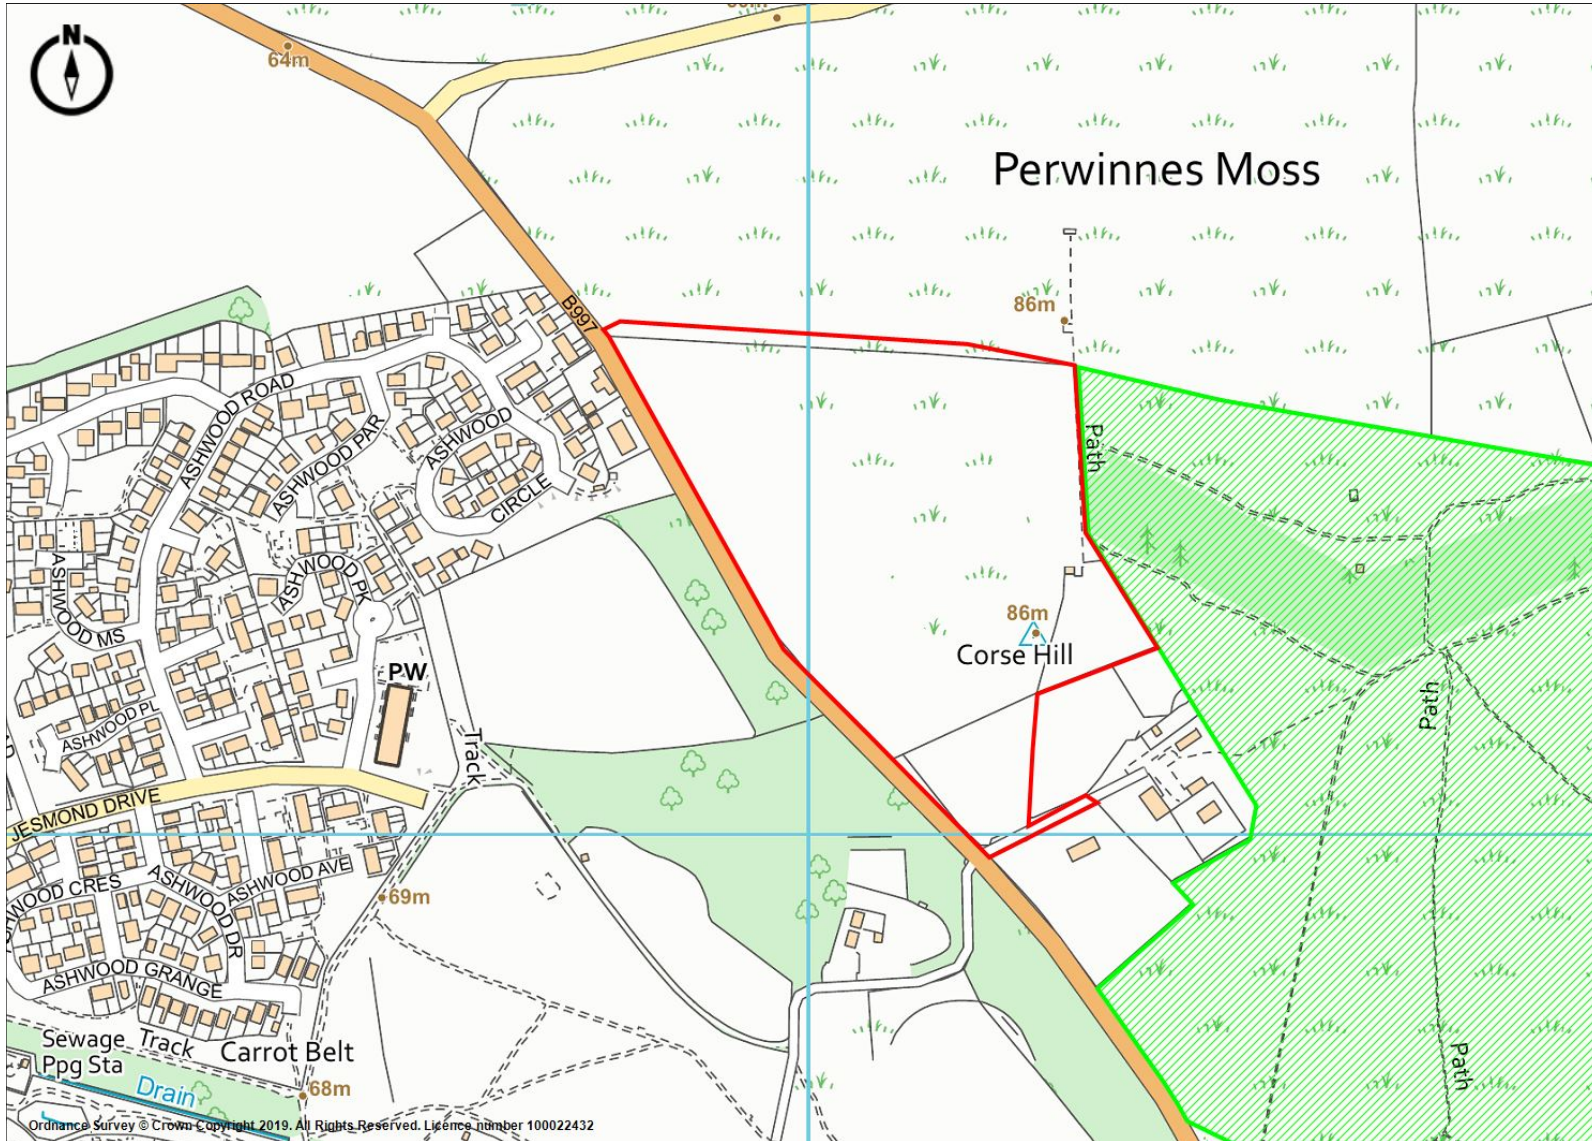 N
64m
Perwinnes Moss
86m
B997
ASHWOOD ROAD
ASHWOOD PAR
ASHWOOD
CIRCLE
Path
ASHWOOD MS
ASHWOOD PK
86m
Corse Hill
PW
ASHWOOD PL
Track
Path
JESMOND DRIVE
ASHWOOD AVE
ASHWOOD DR
69m
ASHWOOD GRANGE
Sewage
Ppg Sta
Track
Carrot Belt
Path
Drain
68m
Ordnance Survey © Crown Copyright 2019. All Rights Reserved. Licence number 100022432